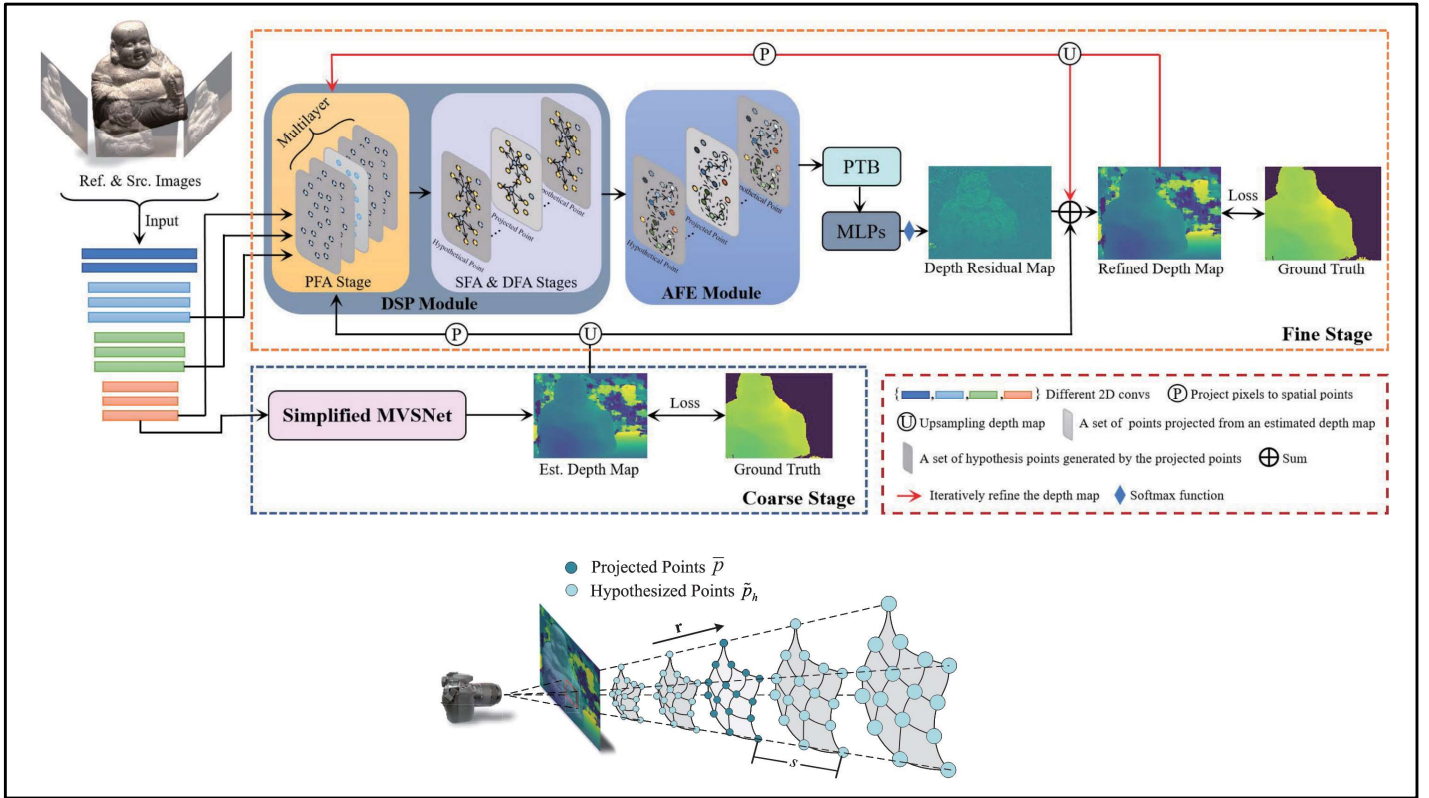 Ref. & Src. Images
Input
P
U
Multilayer
PFA Stage
Hypothetical Point
Projected Point
SFA & DFA Stages
DSP Module
Hypothetical Point
Projected Point
AFE Module
PTB
MLPs
Depth Residual Map
Refined Depth Map
Loss
Ground Truth
P
U
Fine Stage
Simplified MVSNet
Est. Depth Map
Loss
Ground Truth
Coarse Stage
{ , , , } Different 2D convs
P Project pixels to spatial points
U Upsampling depth map
A set of points projected from an estimated depth map
A set of hypothesis points generated by the projected points
Sum
Iteratively refine the depth map
Softmax function
Projected Points p̅
Hypothesized Points p̃ₕ
r
s